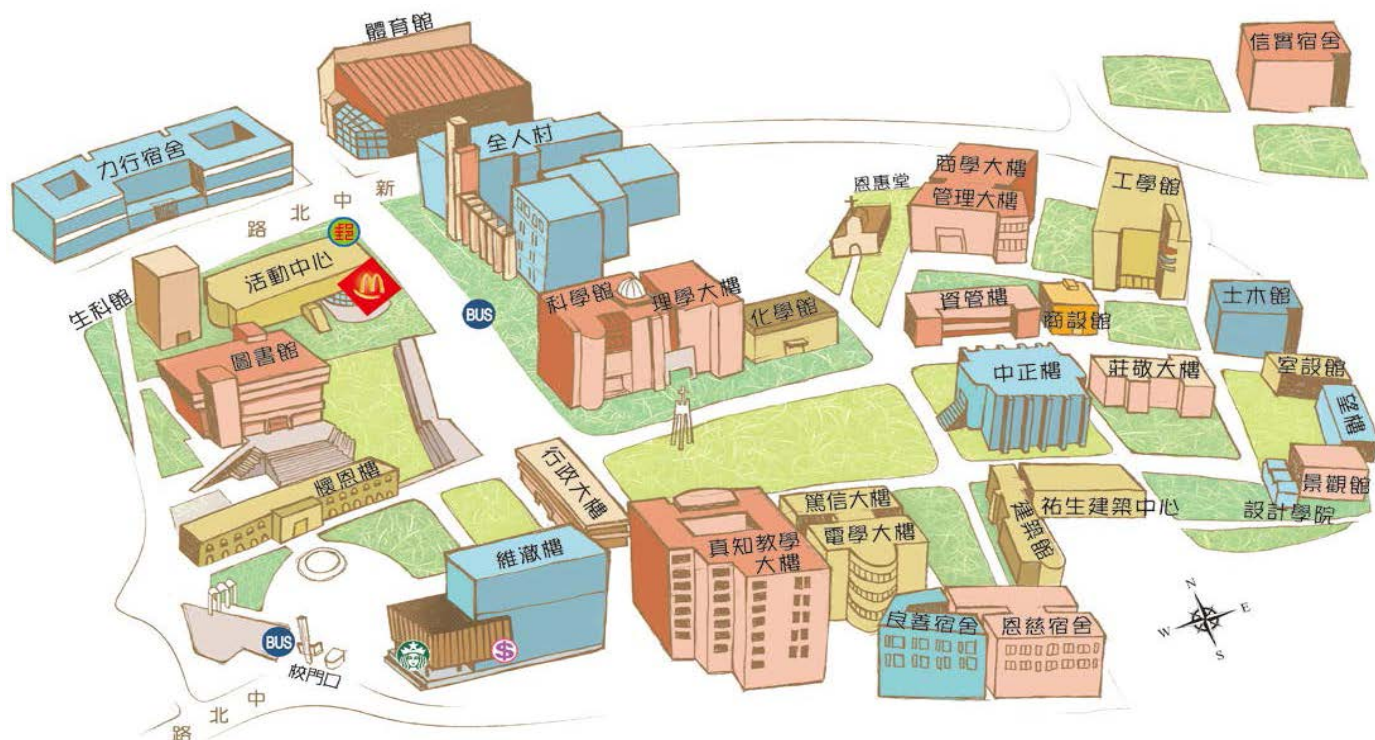 體育館
信實宿舍
力行宿舍
全人村
新中北路
郵
恩惠堂
商學大樓
管理大樓
工學館
活動中心
生科館
BUS
科學館
理學大樓
化學館
資管樓
商設館
土木館
圖書館
中正樓
莊敬大樓
室設館
望樓
懷恩樓
行政大樓
篤信大樓
電學大樓
真知教學
大樓
祐生建築中心
建築館
景觀館
設計學院
維澈樓
良善宿舍
恩慈宿舍
N
W
E
S
BUS
校門口
$
中北路